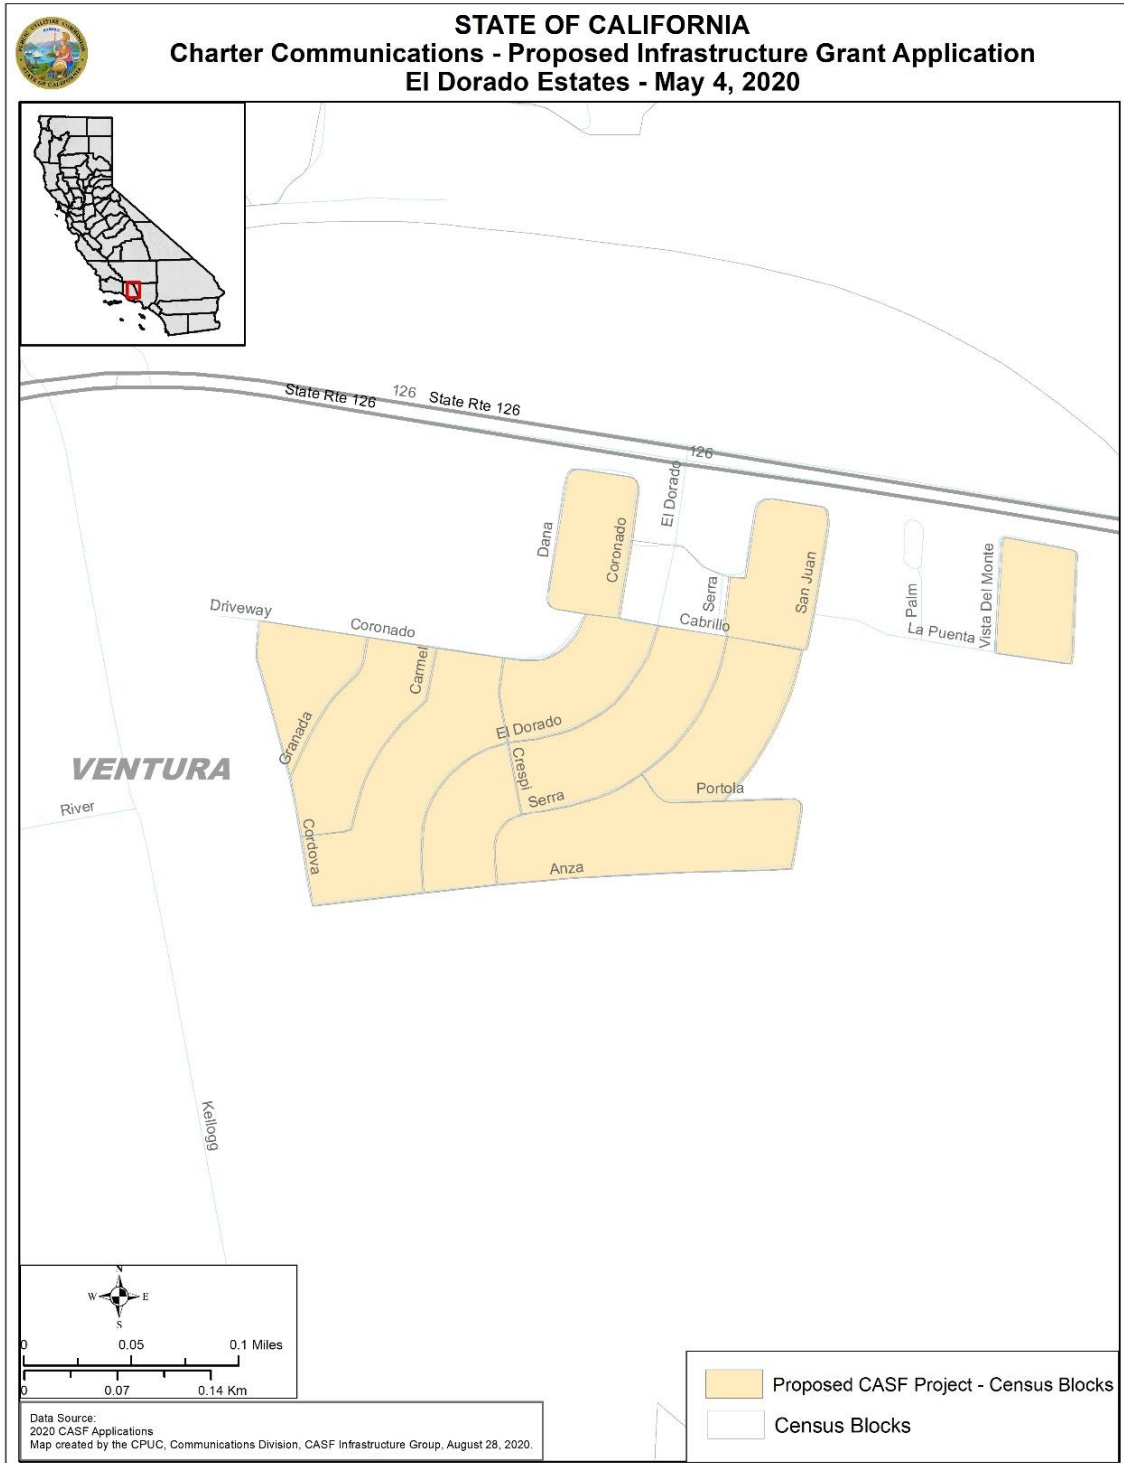 STATE OF CALIFORNIA
Charter Communications - Proposed Infrastructure Grant Application
El Dorado Estates - May 4, 2020
State Rte 126
126
State Rte 126
126
El Dorado
Dana
Coronado
San Juan
Serra
Palm
Vista Del Monte
Driveway
Coronado
Cabrillo
La Puenta
Carmel
Granada
El Dorado
Crespi
VENTURA
Portola
Serra
River
Cordova
Anza
Kellogg
N
W E
S
0 0.05 0.1 Miles
0 0.07 0.14 Km
Proposed CASF Project - Census Blocks
Census Blocks
Data Source:
2020 CASF Applications
Map created by the CPUC, Communications Division, CASF Infrastructure Group, August 28, 2020.